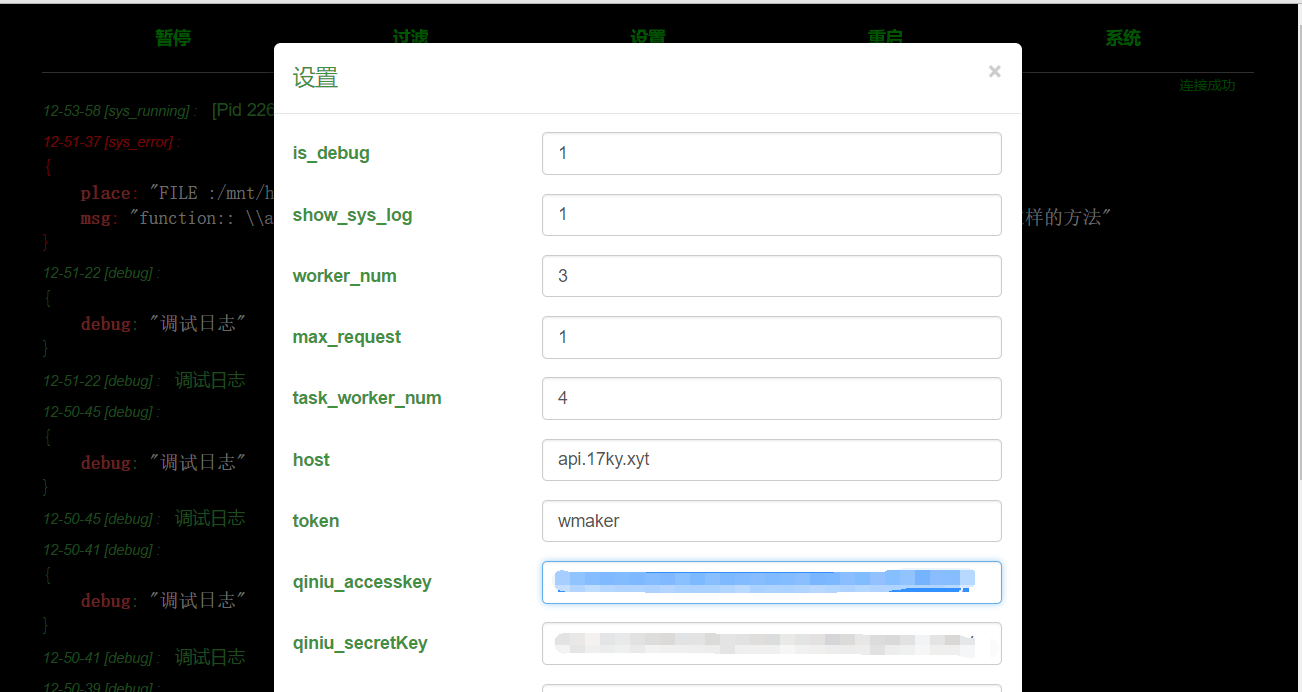 暂停 过滤 设置 重启 系统
连接成功
12-53-58 [sys_running] : [Pid 226
12-51-37 [sys_error] :
{
place: "FILE :/mnt/h
msg: "function:: \\a 样的方法"
}
12-51-22 [debug] :
{
debug: "调试日志"
}
12-51-22 [debug] : 调试日志
12-50-45 [debug] :
{
debug: "调试日志"
}
12-50-45 [debug] : 调试日志
12-50-41 [debug] :
{
debug: "调试日志"
}
12-50-41 [debug] : 调试日志
12-50-39 [debug] :
设置 ×
is_debug 1
show_sys_log 1
worker_num 3
max_request 1
task_worker_num 4
host api.17ky.xyt
token wmaker
qiniu_accesskey
qiniu_secretKey